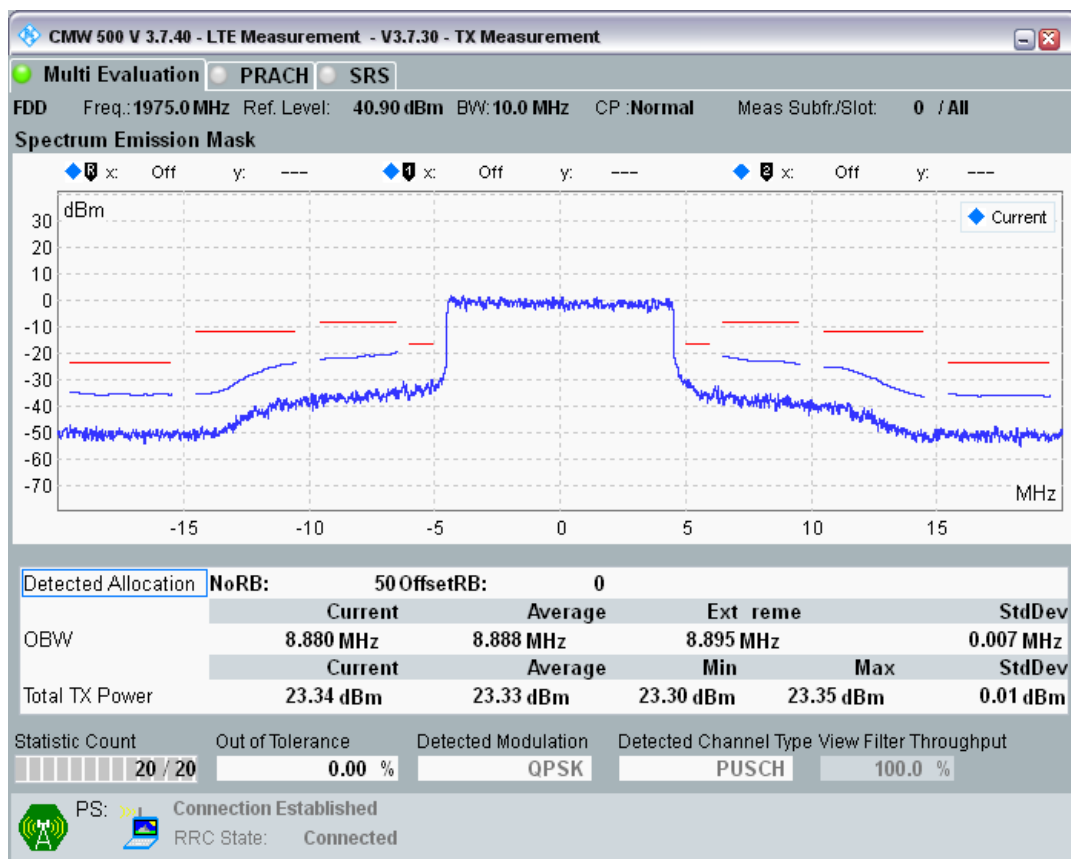 CMW 500 V 3.7.40 - LTE Measurement - V3.7.30 - TX Measurement
Multi Evaluation PRACH SRS
FDD Freq.: 1975.0 MHz Ref. Level: 40.90 dBm BW: 10.0 MHz CP :Normal Meas Subfr./Slot: 0 / All
Spectrum Emission Mask
R x: Off y: --- 1 x: Off y: --- 2 x: Off y: ---
dBm
Current
30
20
10
0
-10
-20
-30
-40
-50
-60
-70
MHz
-15 -10 -5 0 5 10 15
Detected Allocation NoRB: 50 OffsetRB: 0
Current Average Ext reme StdDev
OBW 8.880 MHz 8.888 MHz 8.895 MHz 0.007 MHz
Current Average Min Max StdDev
Total TX Power 23.34 dBm 23.33 dBm 23.30 dBm 23.35 dBm 0.01 dBm
Statistic Count Out of Tolerance Detected Modulation Detected Channel Type View Filter Throughput
20 / 20 0.00 % QPSK PUSCH 100.0 %
PS: Connection Established
RRC State: Connected